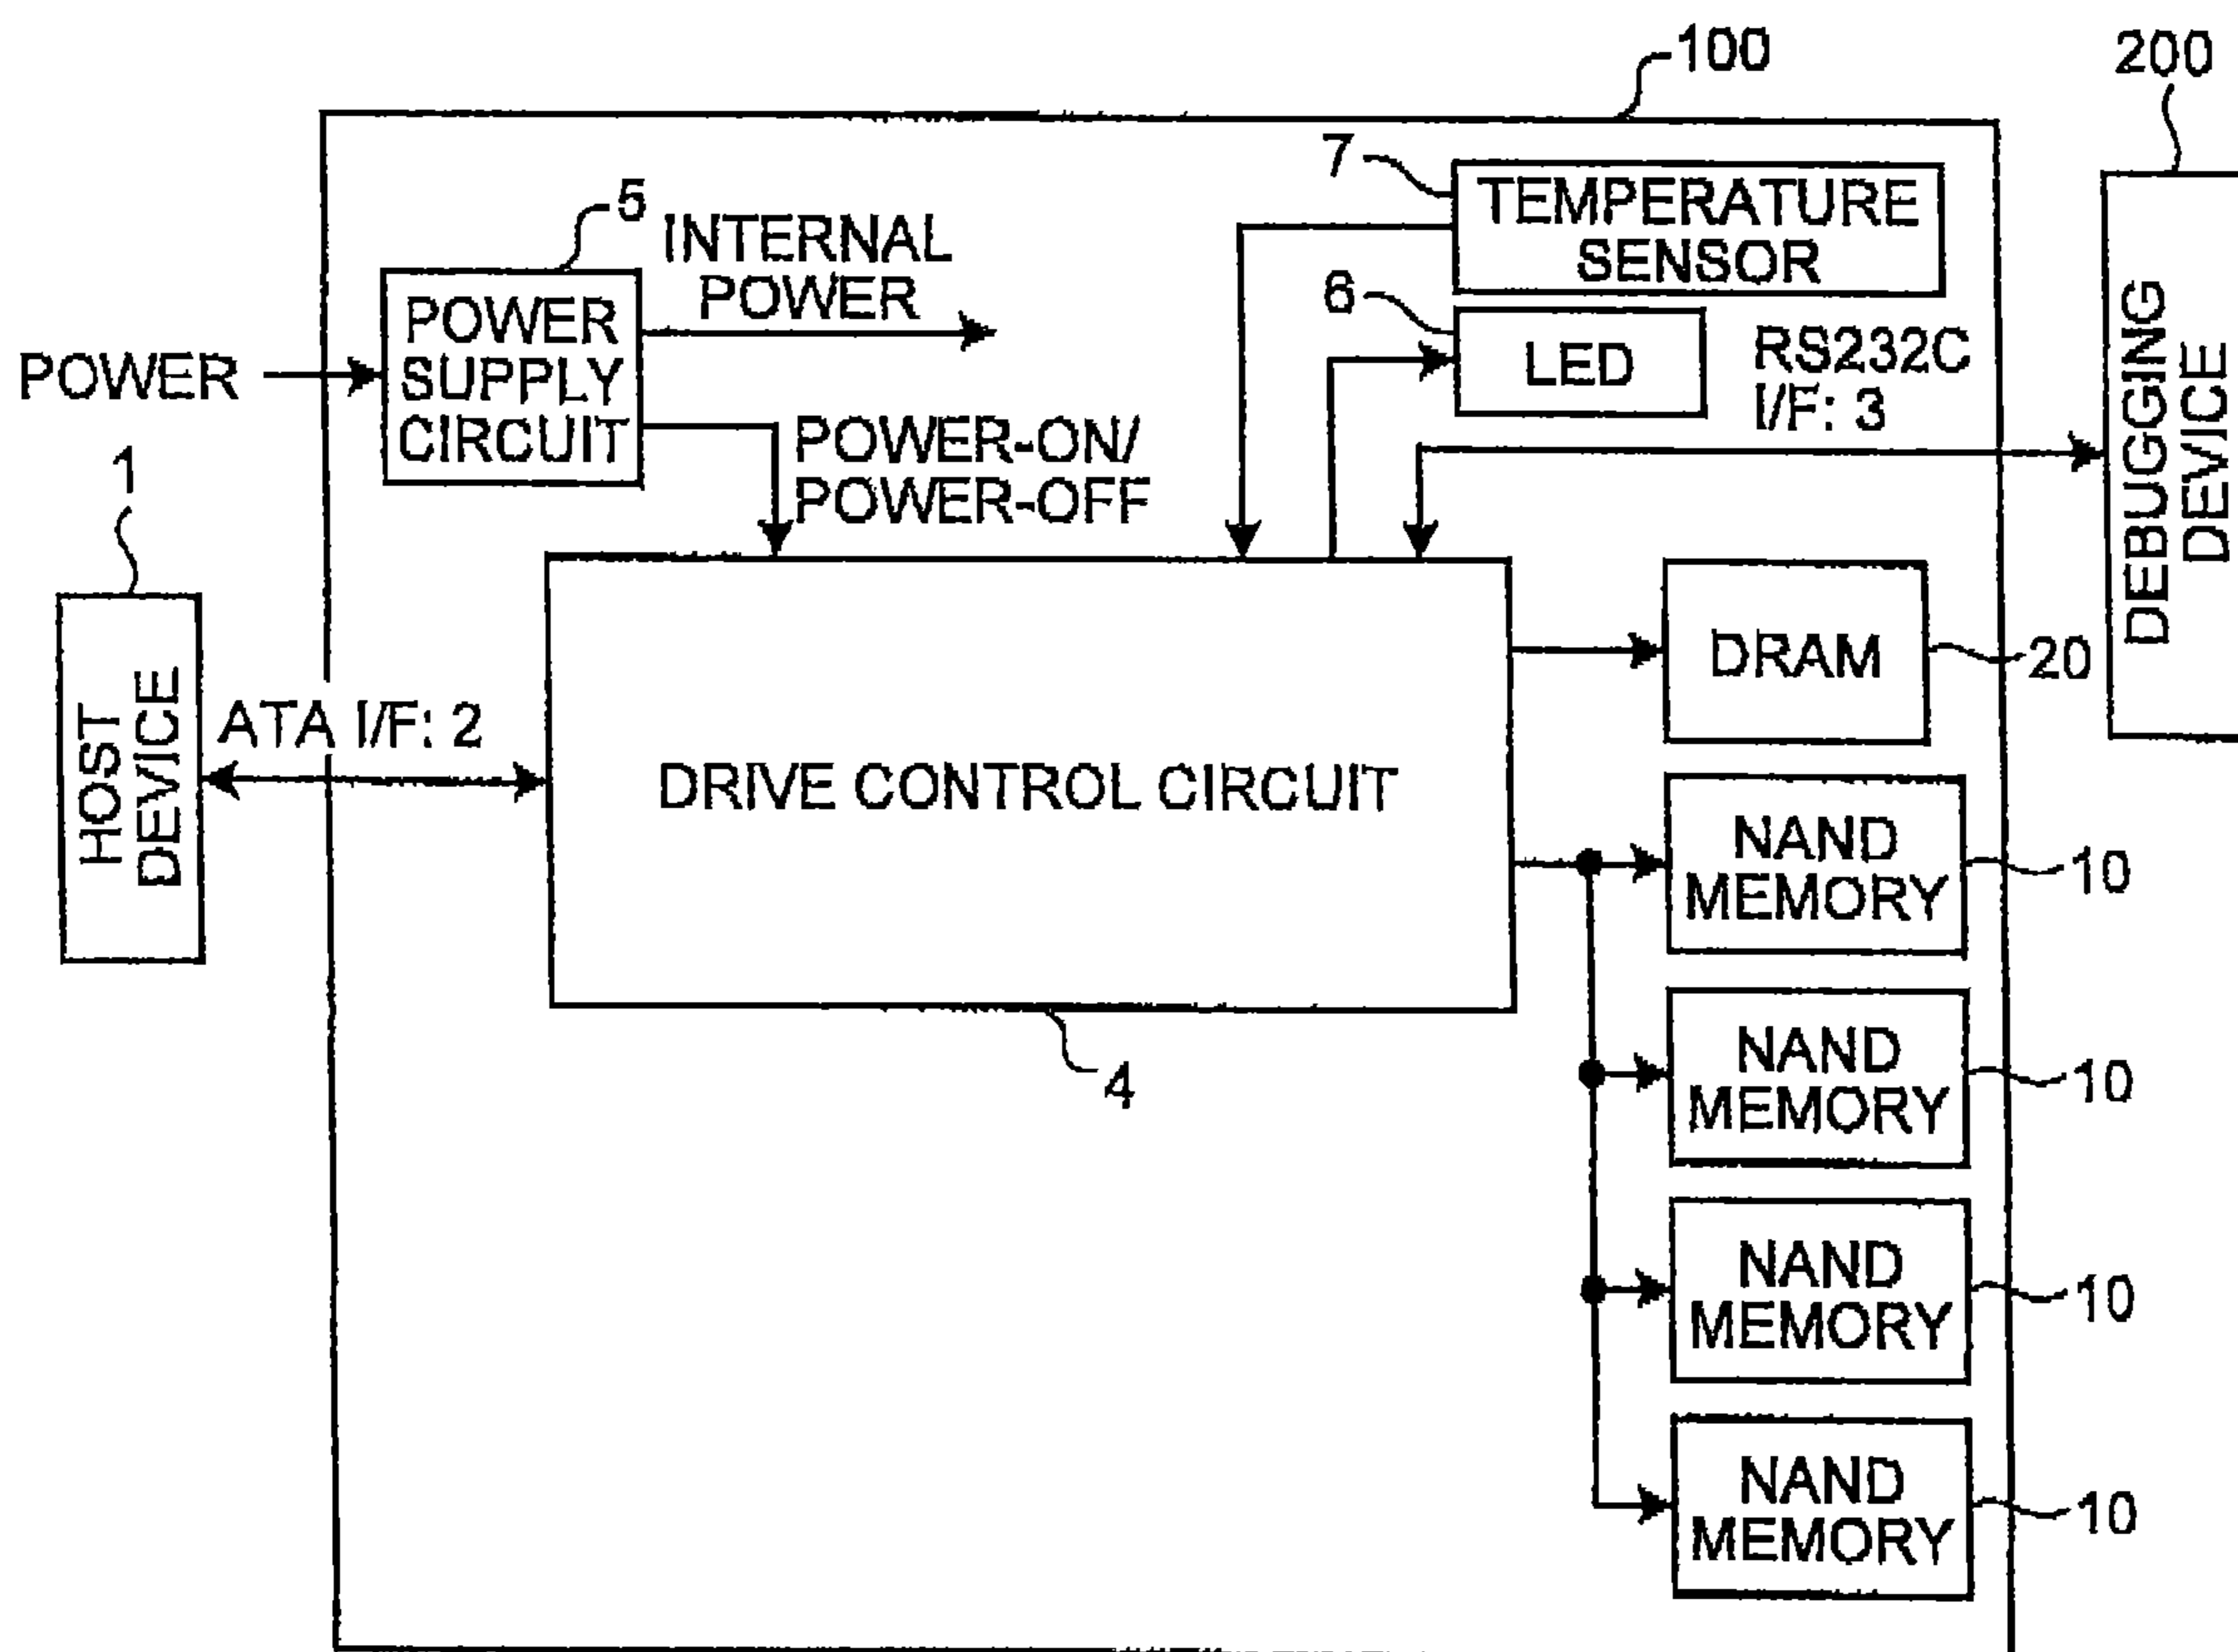 100
200
7
TEMPERATURE
SENSOR
5
INTERNAL
POWER
POWER
SUPPLY
CIRCUIT
6
LED
RS232C
I/F: 3
POWER
POWER-ON/
POWER-OFF
DEBUGGING
DEVICE
1
HOST
DEVICE
ATA I/F: 2
DRIVE CONTROL CIRCUIT
4
DRAM
20
NAND
MEMORY
10
NAND
MEMORY
10
NAND
MEMORY
10
NAND
MEMORY
10